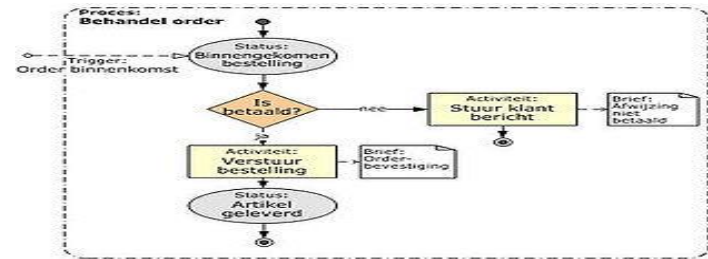 Proces:
Behandel order
Status:
Binnengekomen
bestelling
Trigger:
Order binnenkomst
Is
betaald?
nee
Activiteit:
Stuur klant
bericht
Brief:
Afwijzing
niet
betaald
ja
Activiteit:
Verstuur
bestelling
Brief:
Order-
bevestiging
Status:
Artikel
geleverd